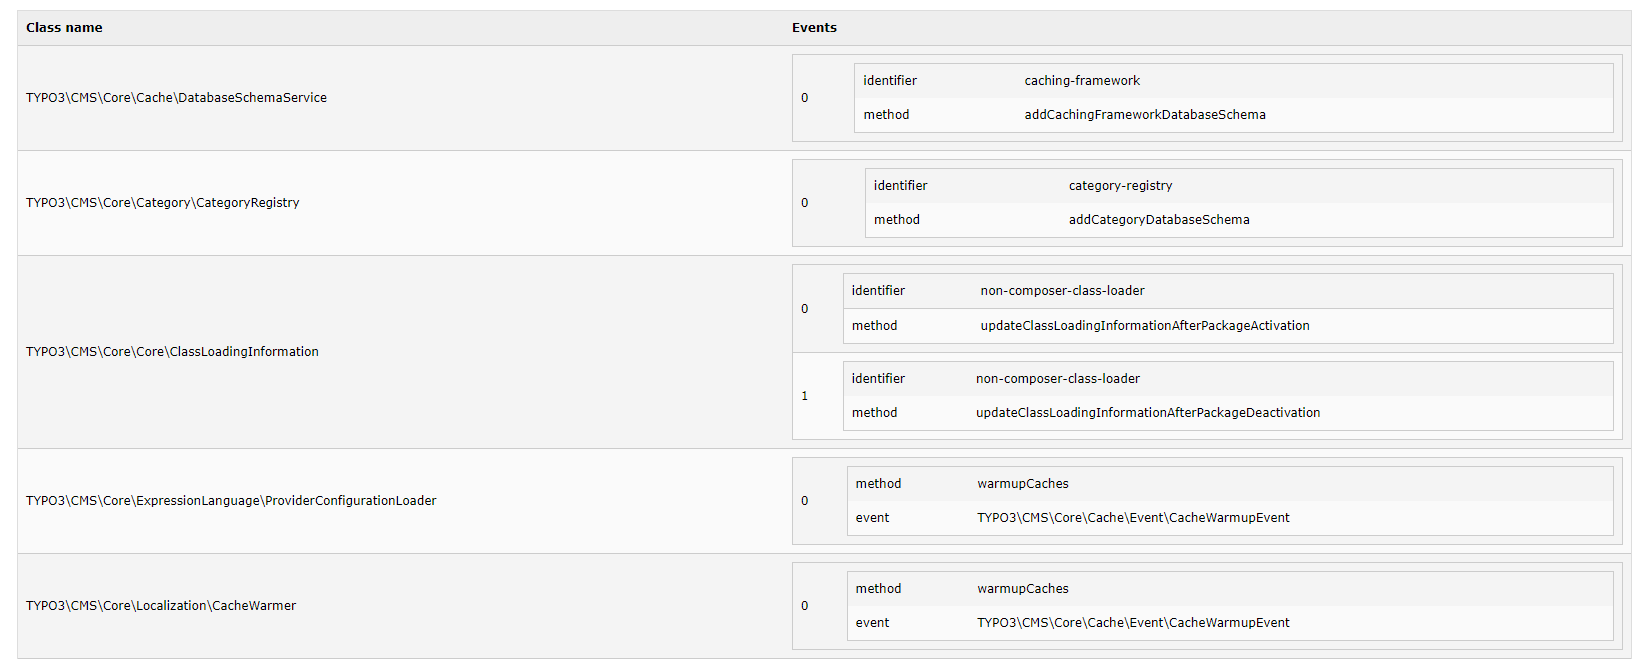 Class name Events
TYPO3\CMS\Core\Cache\DatabaseSchemaService
0
identifier caching-framework
method addCachingFrameworkDatabaseSchema
TYPO3\CMS\Core\Category\CategoryRegistry
0
identifier category-registry
method addCategoryDatabaseSchema
TYPO3\CMS\Core\Core\ClassLoadingInformation
0
identifier non-composer-class-loader
method updateClassLoadingInformationAfterPackageActivation
1
identifier non-composer-class-loader
method updateClassLoadingInformationAfterPackageDeactivation
TYPO3\CMS\Core\ExpressionLanguage\ProviderConfigurationLoader
0
method warmupCaches
event TYPO3\CMS\Core\Cache\Event\CacheWarmupEvent
TYPO3\CMS\Core\Localization\CacheWarmer
0
method warmupCaches
event TYPO3\CMS\Core\Cache\Event\CacheWarmupEvent